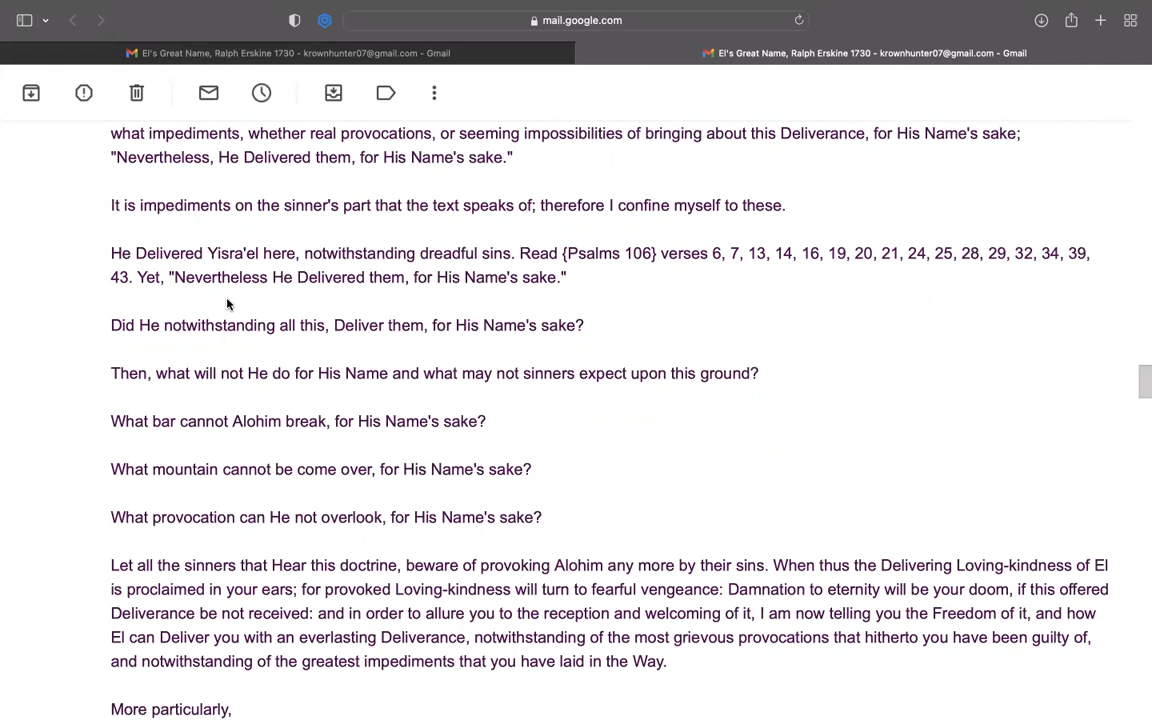 mail.google.com
El's Great Name, Ralph Erskine 1730 - krownhunter07@gmail.com - Gmail
El's Great Name, Ralph Erskine 1730 - krownhunter07@gmail.com - Gmail
what impediments, whether real provocations, or seeming impossibilities of bringing about this Deliverance, for His Name's sake;
"Nevertheless, He Delivered them, for His Name's sake."
It is impediments on the sinner's part that the text speaks of; therefore I confine myself to these.
He Delivered Yisra'el here, notwithstanding dreadful sins. Read {Psalms 106} verses 6, 7, 13, 14, 16, 19, 20, 21, 24, 25, 28, 29, 32, 34, 39,
43. Yet, "Nevertheless He Delivered them, for His Name's sake."
Did He notwithstanding all this, Deliver them, for His Name's sake?
Then, what will not He do for His Name and what may not sinners expect upon this ground?
What bar cannot Alohim break, for His Name's sake?
What mountain cannot be come over, for His Name's sake?
What provocation can He not overlook, for His Name's sake?
Let all the sinners that Hear this doctrine, beware of provoking Alohim any more by their sins. When thus the Delivering Loving-kindness of El
is proclaimed in your ears; for provoked Loving-kindness will turn to fearful vengeance: Damnation to eternity will be your doom, if this offered
Deliverance be not received: and in order to allure you to the reception and welcoming of it, I am now telling you the Freedom of it, and how
El can Deliver you with an everlasting Deliverance, notwithstanding of the most grievous provocations that hitherto you have been guilty of,
and notwithstanding of the greatest impediments that you have laid in the Way.
More particularly,